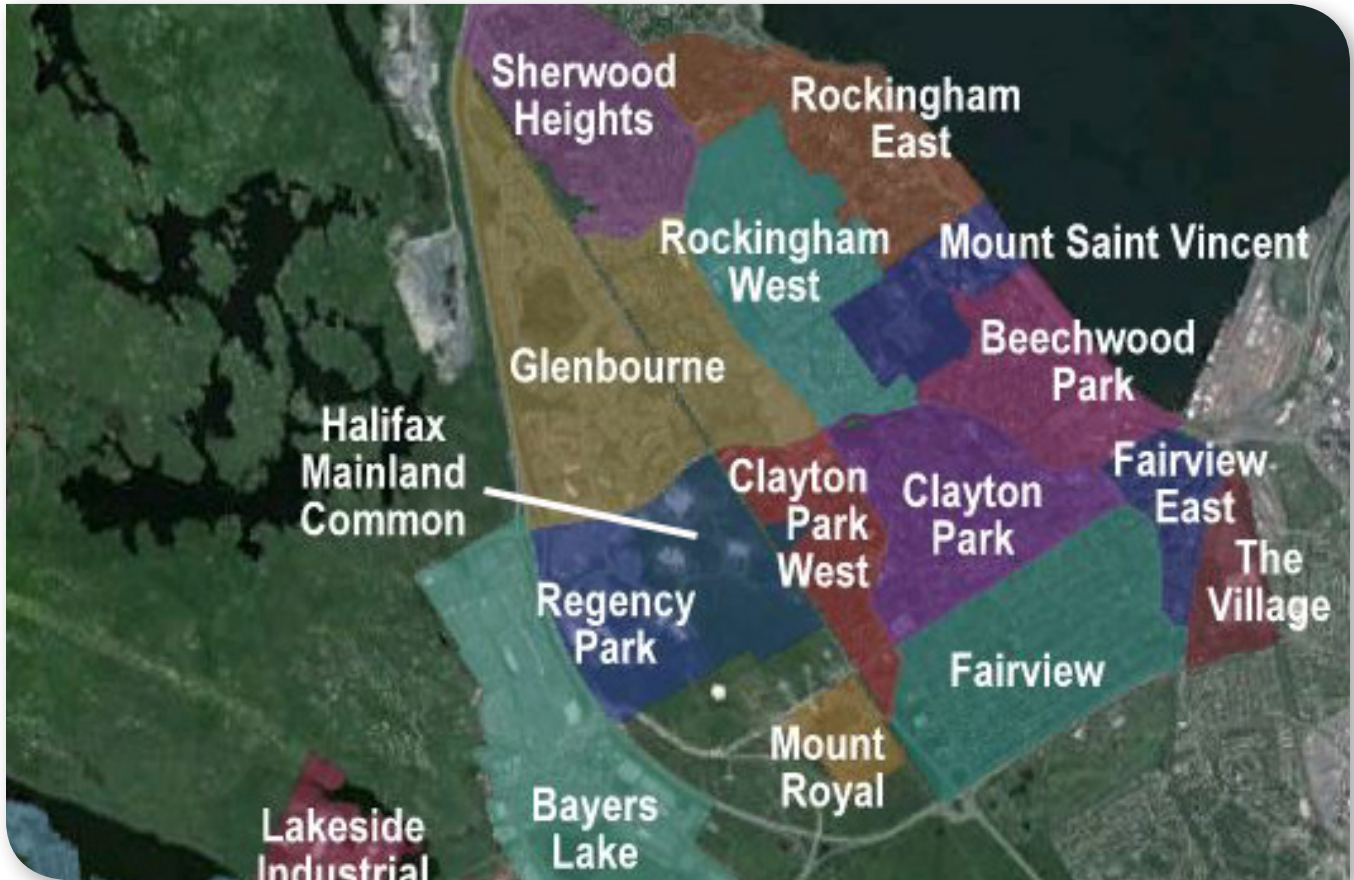 Sherwood
Heights
Rockingham
East
Rockingham
West
Mount Saint Vincent
Beechwood
Park
Glenbourne
Halifax
Mainland
Common
Clayton
Park
West
Clayton
Park
Fairview
East
The
Village
Regency
Park
Fairview
Mount
Royal
Bayers
Lake
Lakeside
Industrial